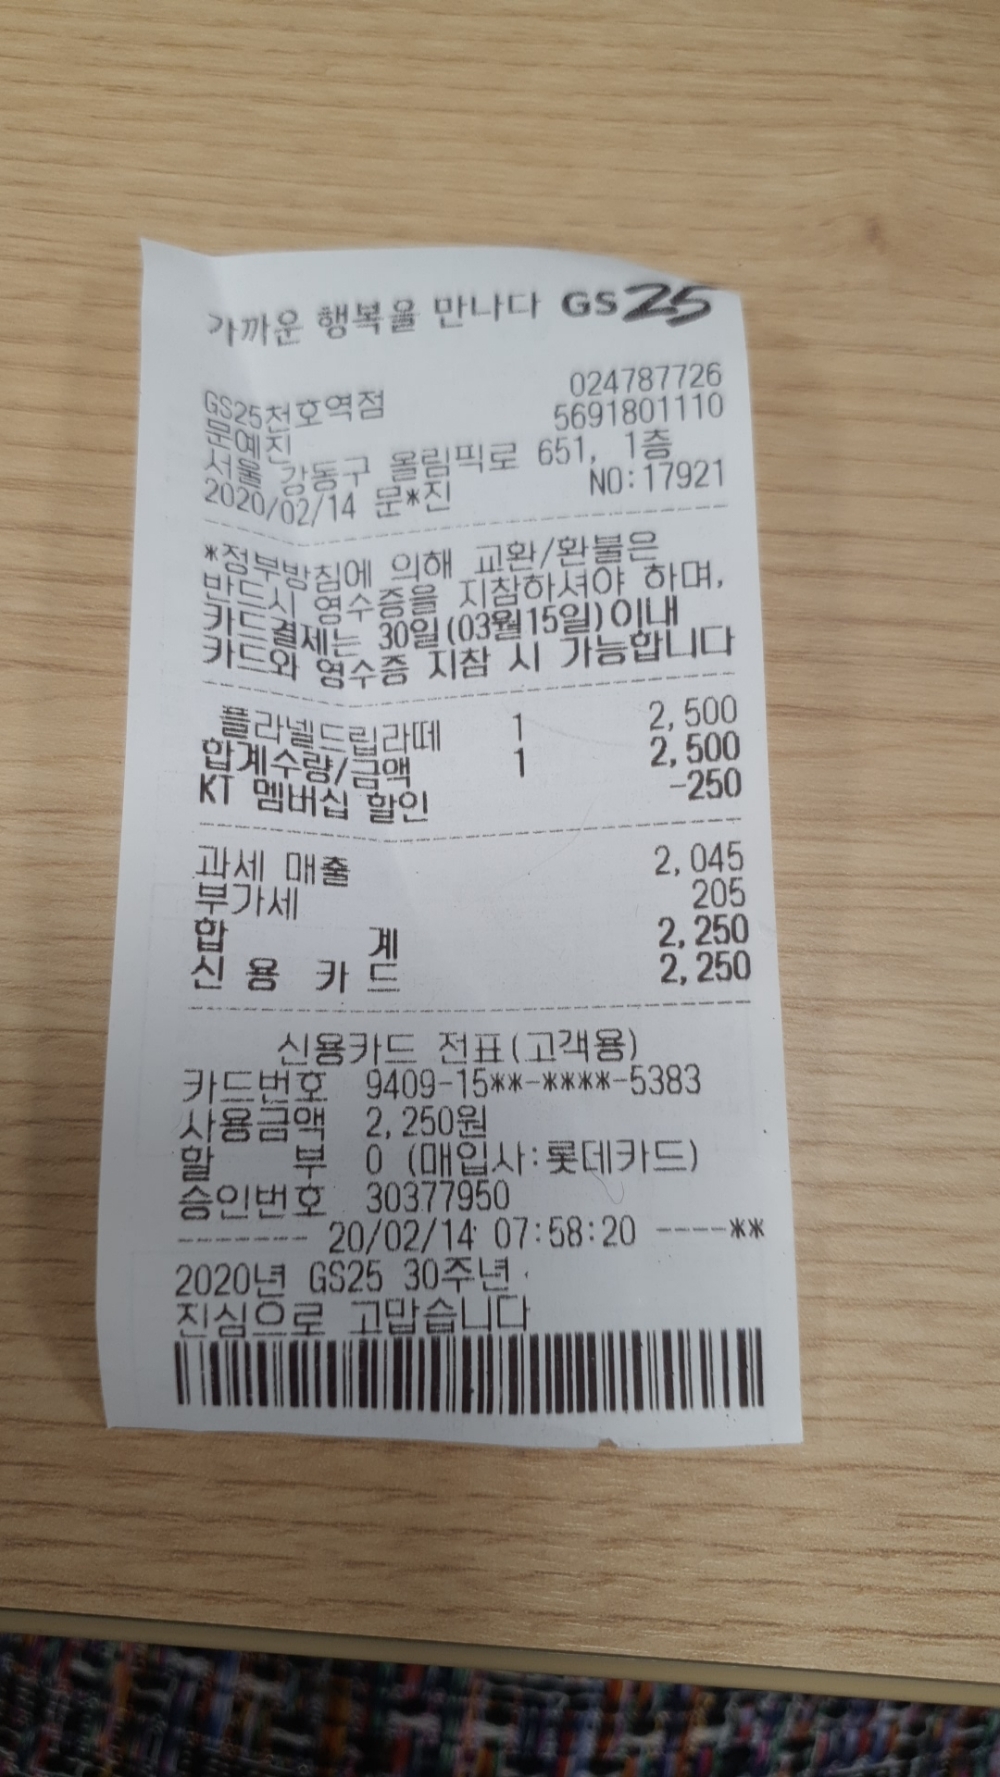 가까운 행복을 만나다 GS25
GS25천호역점 024787726
문예진 5691801110
서울 강동구 올림픽로 651, 1층
2020/02/14 문*진 NO:17921
*정부방침에 의해 교환/환불은
반드시 영수증을 지참하셔야 하며,
카드결제는 30일(03월15일)이내
카드와 영수증 지참 시 가능합니다
플라넬드립라떼 1 2,500
합계수량/금액 1 2,500
KT 멤버십 할인 -250
과세 매출 2,045
부가세 205
합 계 2,250
신 용 카 드 2,250
신용카드 전표(고객용)
카드번호 9409-15**-****-5383
사용금액 2,250원
할 부 0 (매입사:롯데카드)
승인번호 30377950
------- 20/02/14 07:58:20 ----**
2020년 GS25 30주년
진심으로 고맙습니다